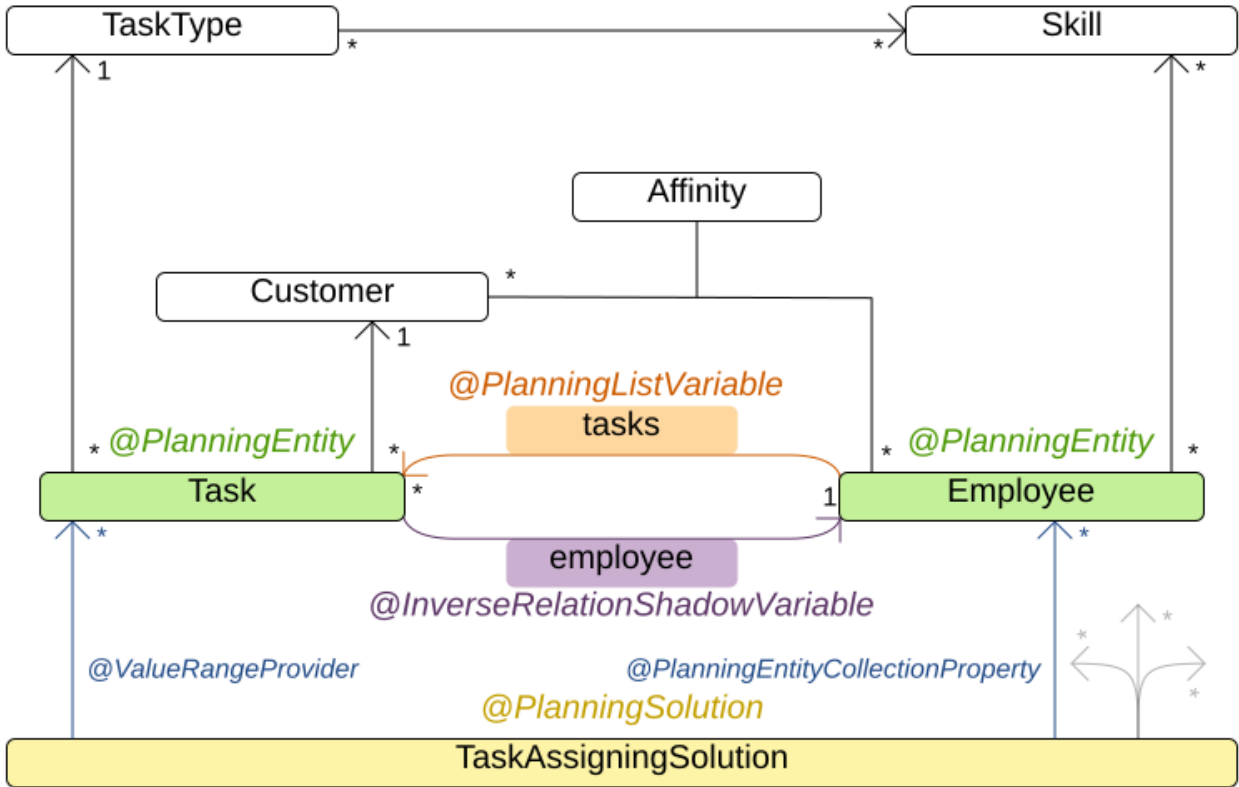 TaskType
Skill
*
*
1
*
Affinity
Customer
*
1
@PlanningListVariable
tasks
* @PlanningEntity
*
*
@PlanningEntity
*
Task
*
1
Employee
*
employee
*
@InverseRelationShadowVariable
*
*
@ValueRangeProvider
@PlanningEntityCollectionProperty
*
@PlanningSolution
TaskAssigningSolution